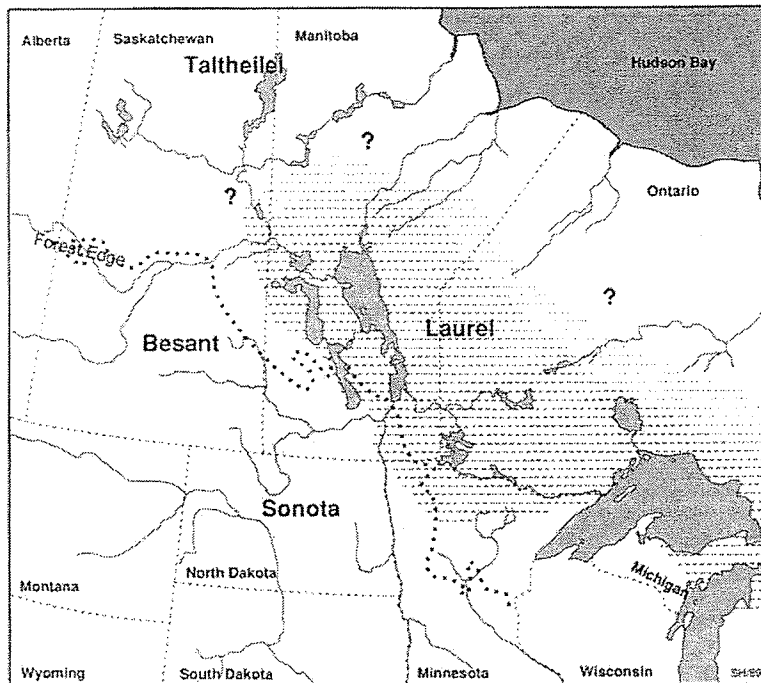 Alberta
Saskatchewan
Manitoba
Taltheilei
Hudson Bay
?
?
Ontario
Forest Edge
?
Besant
Laurel
Sonota
North Dakota
Montana
Michigan
Wyoming
South Dakota
Minnesota
Wisconsin